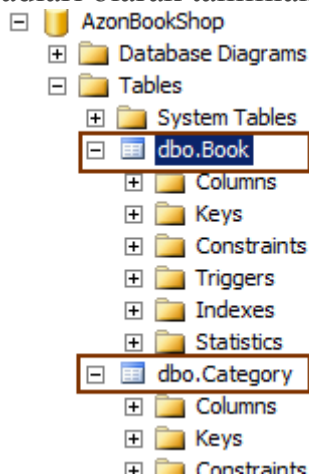 AzonBookShop
Database Diagrams
Tables
System Tables
dbo.Book
Columns
Keys
Constraints
Triggers
Indexes
Statistics
dbo.Category
Columns
Keys
Constraints